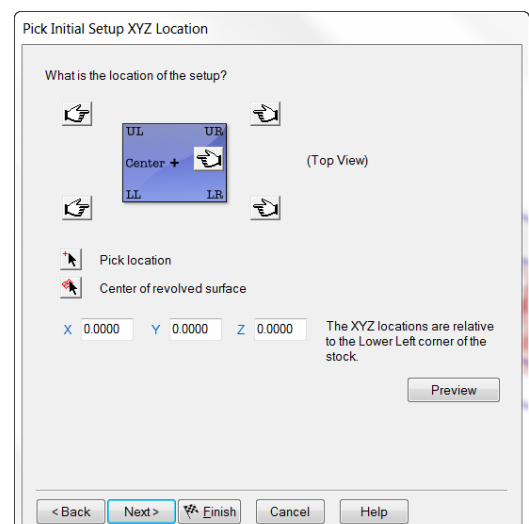 Pick Initial Setup XYZ Location
What is the location of the setup?
UL UR
Center +
(Top View)
LL LR
Pick location
Center of revolved surface
X 0.0000 Y 0.0000 Z 0.0000
The XYZ locations are relative
to the Lower Left corner of the
stock.
Preview
< Back Next > Finish Cancel Help